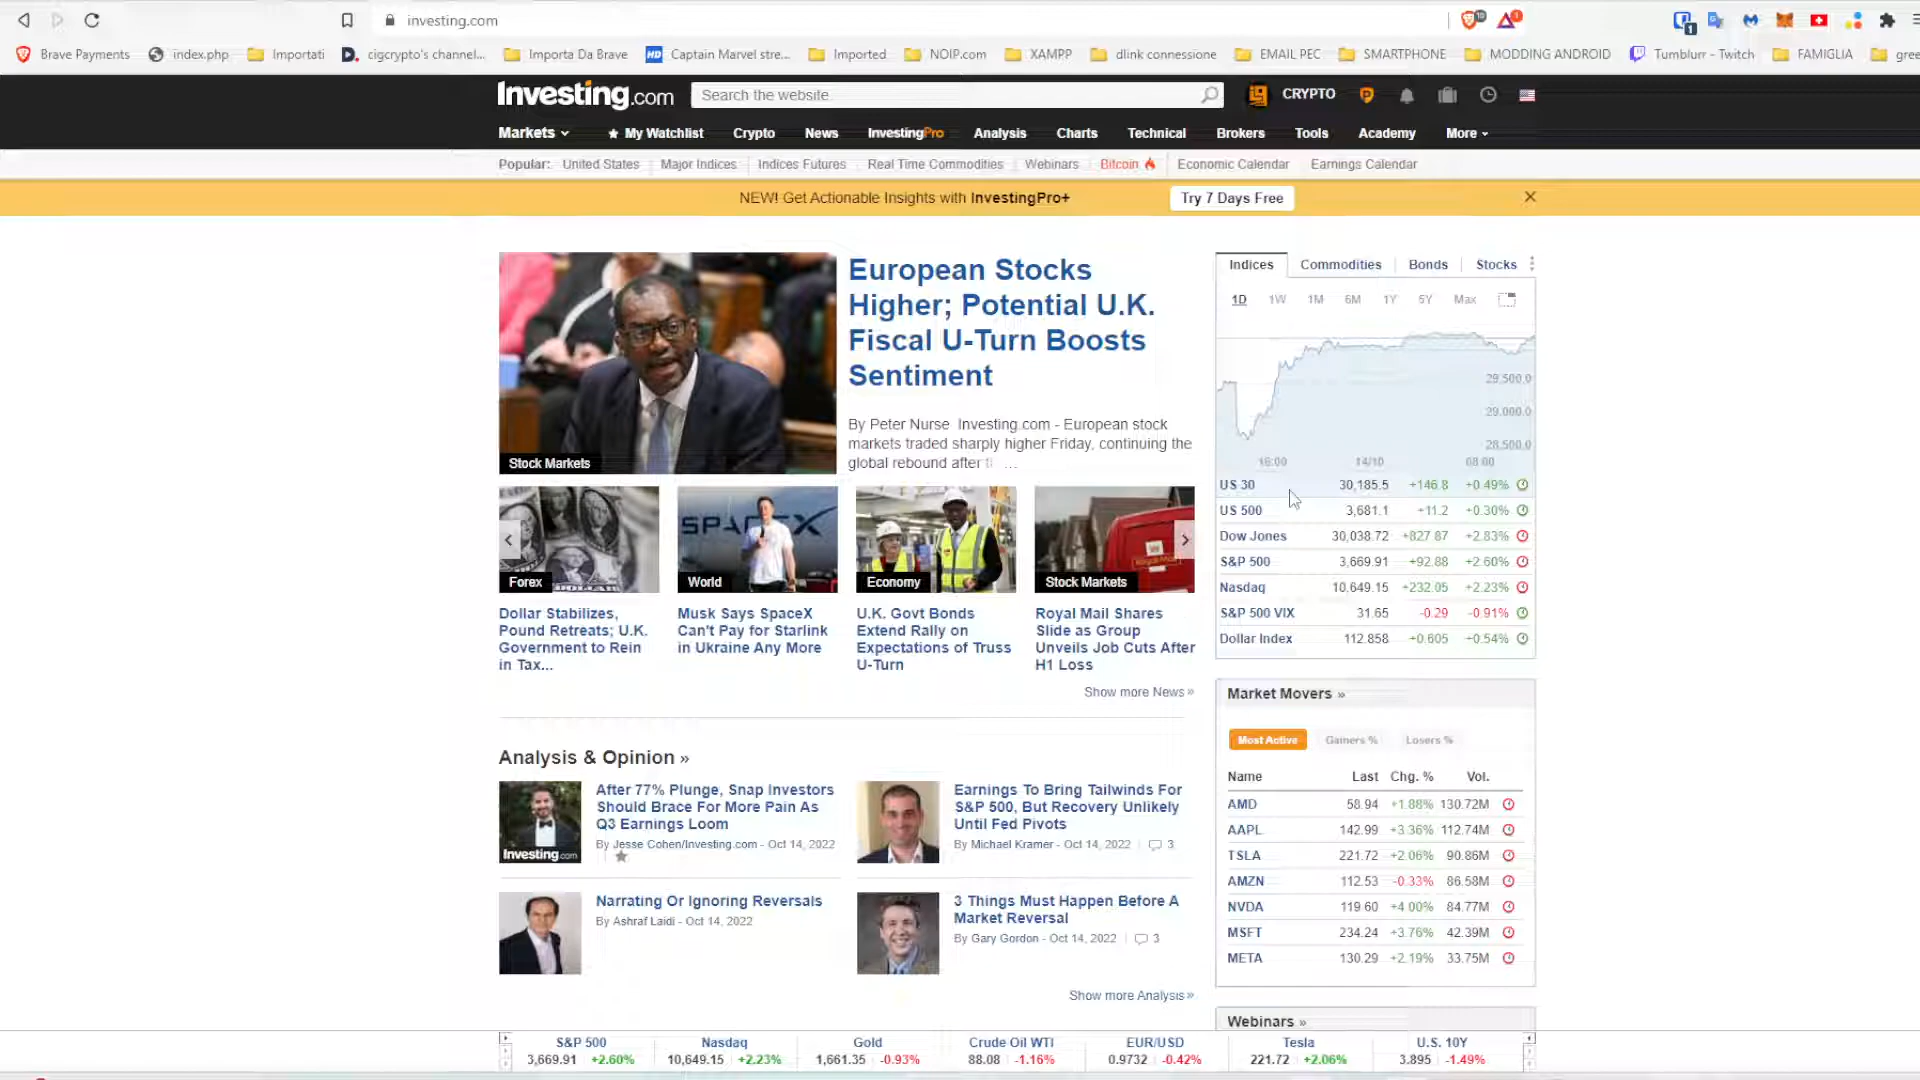 investing.com
10
1
1
Brave Payments
index.php
Importati
D.
cigcrypto's channel...
Importa Da Brave
HD
Captain Marvel stre...
Imported
NOIP.com
XAMPP
dlink connessione
EMAIL PEC
SMARTPHONE
MODDING ANDROID
Tumblurr - Twitch
FAMIGLIA
gree
Investing.com
Search the website
CRYPTO
Markets
My Watchlist
Crypto
News
InvestingPro
Analysis
Charts
Technical
Brokers
Tools
Academy
More
Popular: United States Major Indices Indices Futures Real Time Commodities Webinars Bitcoin Economic Calendar Earnings Calendar
NEW! Get Actionable Insights with InvestingPro+
Try 7 Days Free
Stock Markets
European Stocks
Higher; Potential U.K.
Fiscal U-Turn Boosts
Sentiment
By Peter Nurse Investing.com - European stock
markets traded sharply higher Friday, continuing the
global rebound after ...
SPACEX
Forex
Dollar Stabilizes,
Pound Retreats; U.K.
Government to Rein
in Tax...
World
Musk Says SpaceX
Can't Pay for Starlink
in Ukraine Any More
Economy
U.K. Govt Bonds
Extend Rally on
Expectations of Truss
U-Turn
Stock Markets
Royal Mail Shares
Slide as Group
Unveils Job Cuts After
H1 Loss
Show more News »
Analysis & Opinion »
Investing.com
After 77% Plunge, Snap Investors
Should Brace For More Pain As
Q3 Earnings Loom
By Jesse Cohen/Investing.com - Oct 14, 2022
Earnings To Bring Tailwinds For
S&P 500, But Recovery Unlikely
Until Fed Pivots
By Michael Kramer - Oct 14, 2022 3
Narrating Or Ignoring Reversals
By Ashraf Laidi - Oct 14, 2022
3 Things Must Happen Before A
Market Reversal
By Gary Gordon - Oct 14, 2022 3
Show more Analysis »
Indices Commodities Bonds Stocks
1D 1W 1M 6M 1Y 5Y Max
29,500.0
29,000.0
28,500.0
16:00 14/10 08:00
US 30 30,185.5 +146.8 +0.49%
US 500 3,681.1 +11.2 +0.30%
Dow Jones 30,038.72 +827.87 +2.83%
S&P 500 3,669.91 +92.88 +2.60%
Nasdaq 10,649.15 +232.05 +2.23%
S&P 500 VIX 31.65 -0.29 -0.91%
Dollar Index 112.858 +0.605 +0.54%
Market Movers »
Most Active Gainers % Losers %
Name Last Chg. % Vol.
AMD 58.94 +1.88% 130.72M
AAPL 142.99 +3.36% 112.74M
TSLA 221.72 +2.06% 90.86M
AMZN 112.53 -0.33% 86.58M
NVDA 119.60 +4.00% 84.77M
MSFT 234.24 +3.76% 42.39M
META 130.29 +2.19% 33.75M
Webinars »
S&P 500 Nasdaq Gold Crude Oil WTI EUR/USD Tesla U.S. 10Y
3,669.91 +2.60% 10,649.15 +2.23% 1,661.35 -0.93% 88.08 -1.16% 0.9732 -0.42% 221.72 +2.06% 3.895 -1.49%